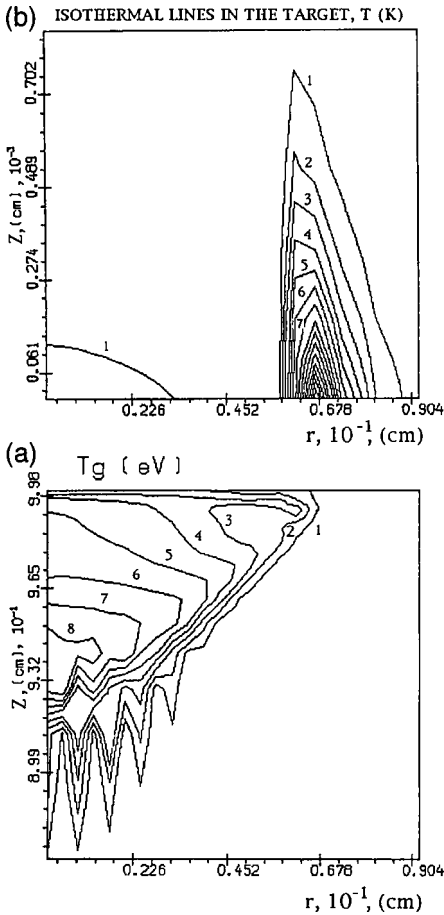 (b) ISOTHERMAL LINES IN THE TARGET, T (K)
Z, (cm), 10⁻³
0.702
0.489
0.274
0.061
1
2
3
4
5
6
7
1
0.226 0.452 0.678 0.904
r, 10⁻¹, (cm)
(a)
Tg (eV)
Z, (cm), 10⁻¹
9.98
9.65
9.32
8.99
1
2
3
4
5
6
7
8
0.226 0.452 0.678 0.904
r, 10⁻¹, (cm)